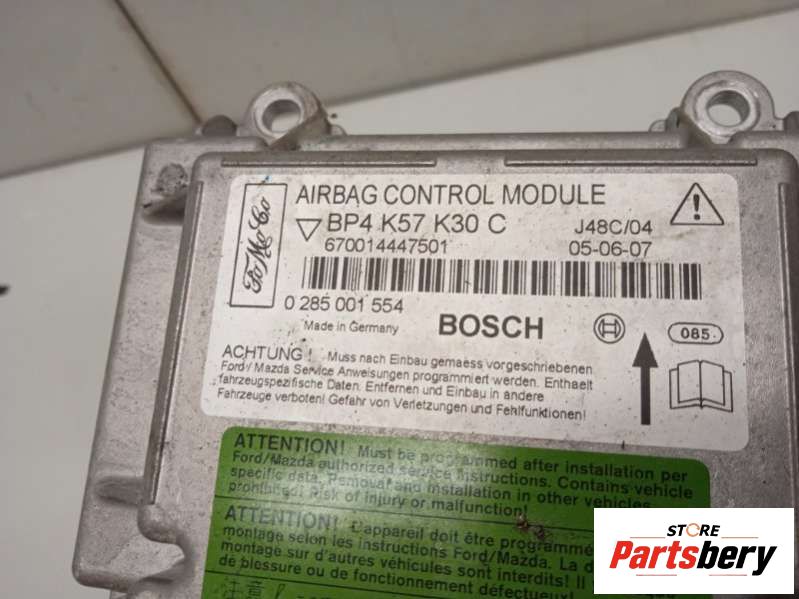 FoMoCo
AIRBAG CONTROL MODULE
BP4 K57 K30 C
J48C/04
670014447501
05-06-07
0 285 001 554
Made in Germany
BOSCH
085
ACHTUNG ! Muss nach Einbau gemaess vorgeschriebenen
Ford/ Mazda Service Anweisungen programmiert werden. Enthaelt
fahrzeugspezifische Daten. Entfernen und Einbau in andere
Fahrzeuge verboten! Gefahr von Verletzungen und Fehlfunktionen!
ATTENTION! Must be programmed after installation per
Ford/Mazda authorized service instructions. Contains vehicle
specific data. Removal and installation in other vehicles
prohibited! Risk of injury or malfunction!
ATTENTION! L'appareil doit être programmé
montage selon les instructions Ford/Mazda. La
montage sur d'autres véhicules sont interdits! Il
de blessure ou de fonctionnement défectueux!
注意
STORE
Partsbery